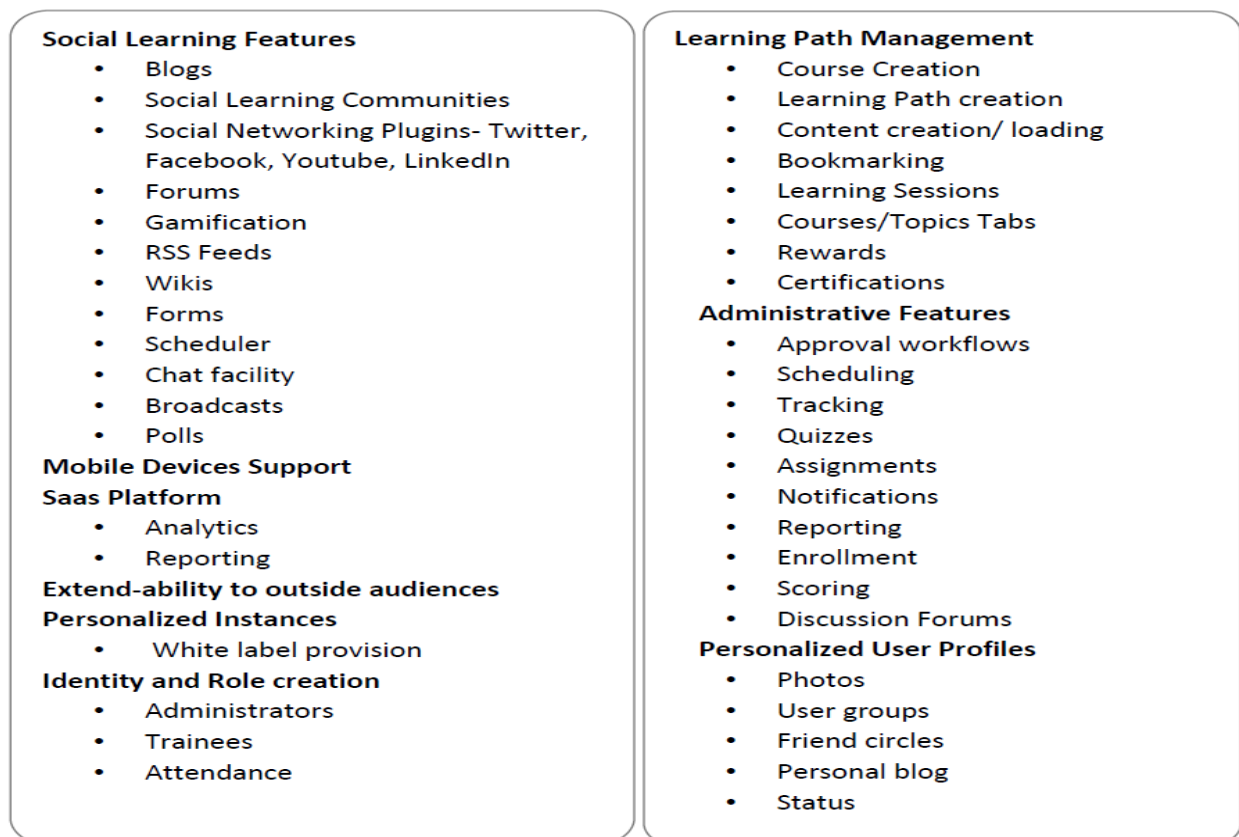 Social Learning Features
• Blogs
• Social Learning Communities
• Social Networking Plugins- Twitter,
Facebook, Youtube, LinkedIn
• Forums
• Gamification
• RSS Feeds
• Wikis
• Forms
• Scheduler
• Chat facility
• Broadcasts
• Polls
Mobile Devices Support
Saas Platform
• Analytics
• Reporting
Extend-ability to outside audiences
Personalized Instances
• White label provision
Identity and Role creation
• Administrators
• Trainees
• Attendance
Learning Path Management
• Course Creation
• Learning Path creation
• Content creation/ loading
• Bookmarking
• Learning Sessions
• Courses/Topics Tabs
• Rewards
• Certifications
Administrative Features
• Approval workflows
• Scheduling
• Tracking
• Quizzes
• Assignments
• Notifications
• Reporting
• Enrollment
• Scoring
• Discussion Forums
Personalized User Profiles
• Photos
• User groups
• Friend circles
• Personal blog
• Status